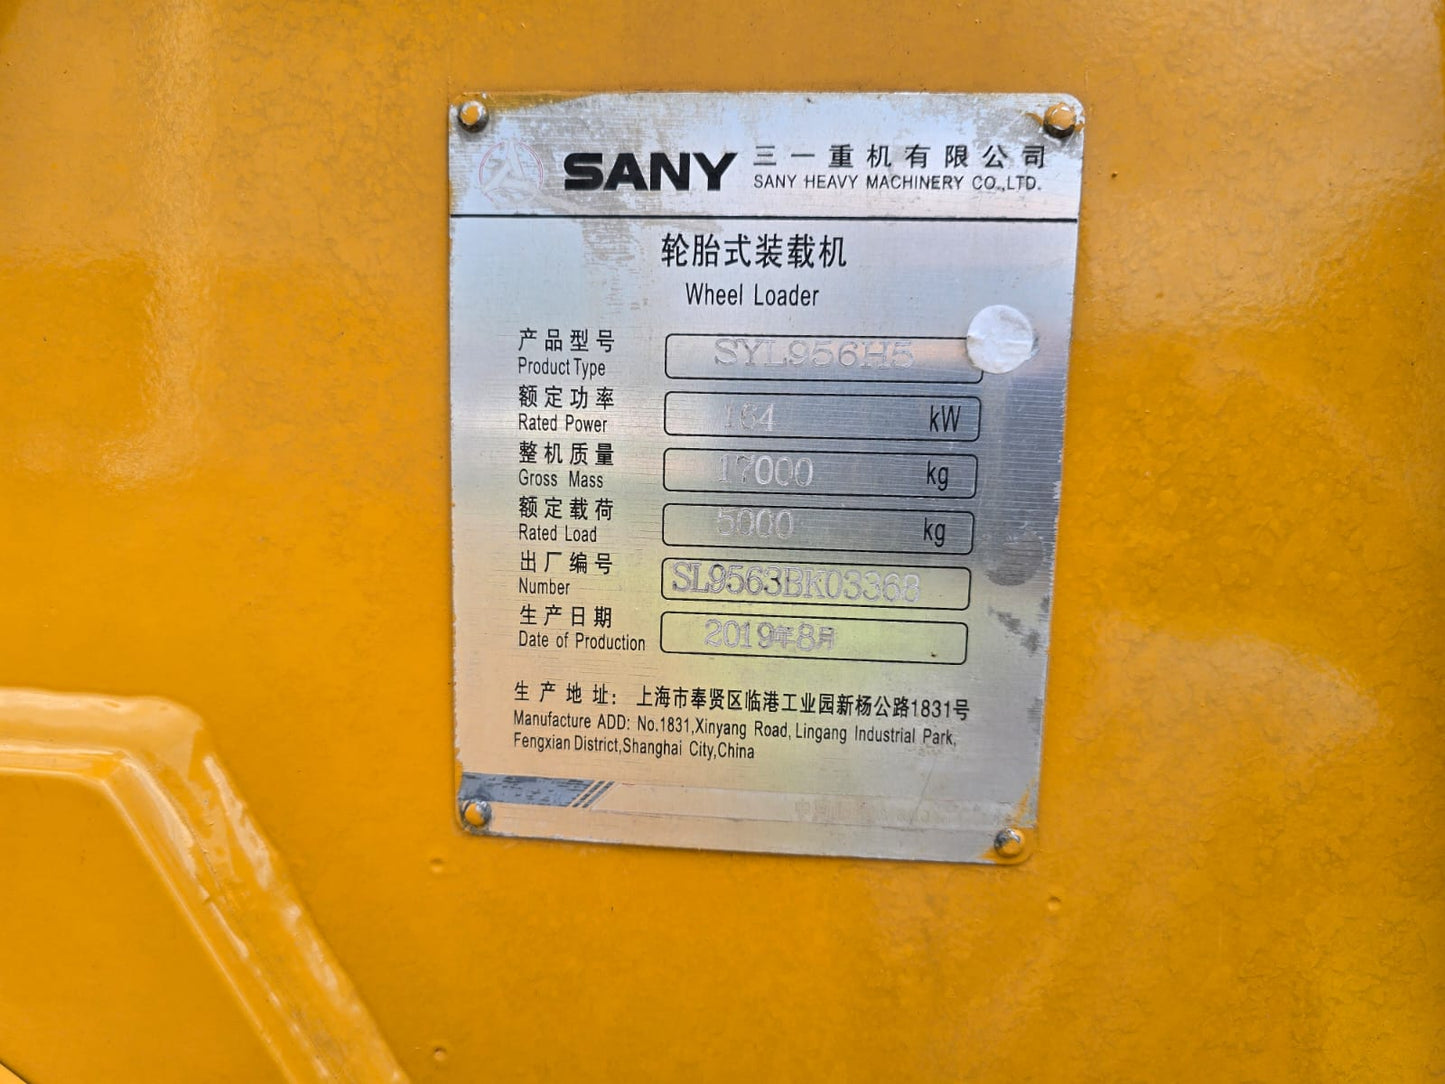 SANY 三一重机有限公司
SANY HEAVY MACHINERY CO.,LTD.
轮胎式装载机
Wheel Loader
产品型号
Product Type SYL956H5
额定功率
Rated Power 164 kW
整机质量
Gross Mass 17000 kg
额定载荷
Rated Load 5000 kg
出厂编号
Number SL9563BK03368
生产日期
Date of Production 2019年8月
生产地址: 上海市奉贤区临港工业园新杨公路1831号
Manufacture ADD: No.1831,Xinyang Road, Lingang Industrial Park,
Fengxian District,Shanghai City,China